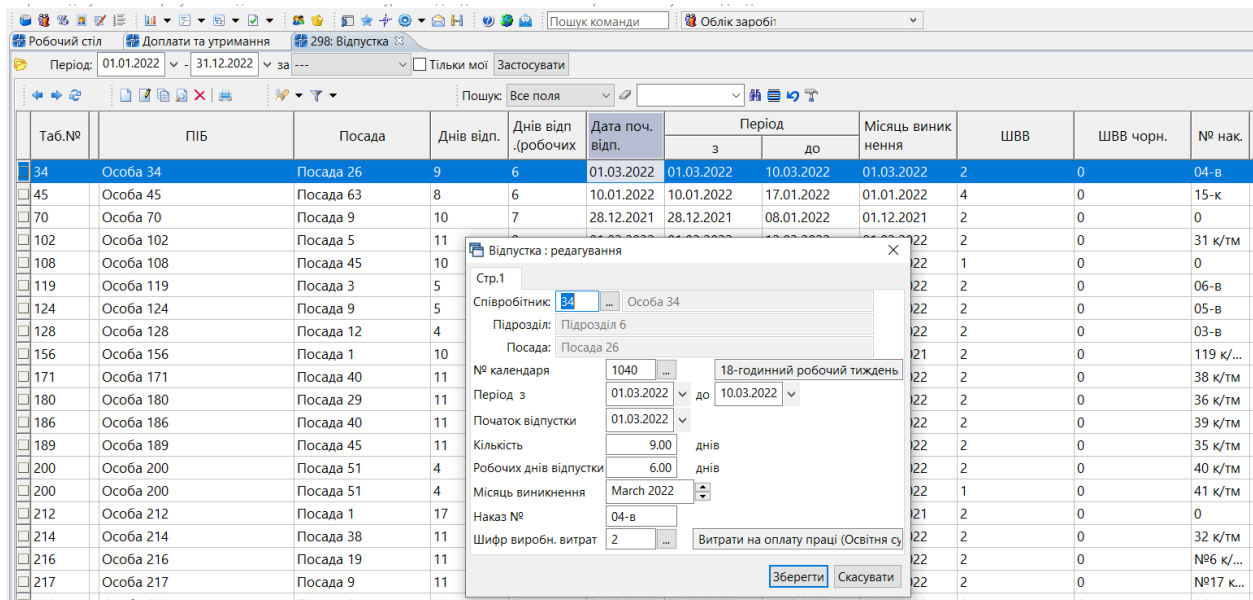 Пошук команди Облік заробіт
Робочий стіл Доплати та утримання 298: Відпустка
Період: 01.01.2022 - 31.12.2022 за --- Тільки мої Застосувати
Пошук: Все поля
Таб.№ ПІБ Посада Днів відп. Днів відп .(робочих Дата поч. відп. Період Місяць виник нення ШВВ ШВВ чорн. № нак.
з до
34 Особа 34 Посада 26 9 6 01.03.2022 01.03.2022 10.03.2022 01.03.2022 2 0 04-в
45 Особа 45 Посада 63 8 6 10.01.2022 10.01.2022 17.01.2022 01.01.2022 4 0 15-к
70 Особа 70 Посада 9 10 7 28.12.2021 28.12.2021 08.01.2022 01.12.2021 2 0 0
102 Особа 102 Посада 5 11 22 2 0 31 к/тм
108 Особа 108 Посада 45 10 22 1 0 0
119 Особа 119 Посада 3 5 22 2 0 06-в
124 Особа 124 Посада 9 5 22 2 0 05-в
128 Особа 128 Посада 12 4 22 2 0 03-в
156 Особа 156 Посада 1 10 21 2 0 119 к/...
171 Особа 171 Посада 40 11 22 2 0 38 к/тм
180 Особа 180 Посада 29 11 22 2 0 36 к/тм
186 Особа 186 Посада 40 11 22 2 0 39 к/тм
189 Особа 189 Посада 45 11 22 2 0 35 к/тм
200 Особа 200 Посада 51 4 22 2 0 40 к/тм
200 Особа 200 Посада 51 4 22 1 0 41 к/тм
212 Особа 212 Посада 1 17 21 2 0 0
214 Особа 214 Посада 38 11 22 2 0 32 к/тм
216 Особа 216 Посада 19 11 22 2 0 №6 к/...
217 Особа 217 Посада 9 11 22 2 0 №17 к...
Відпустка : редагування
Стр.1
Співробітник: 34 ... Особа 34
Підрозділ: Підрозділ 6
Посада: Посада 26
№ календаря 1040 ... 18-годинний робочий тиждень
Період з 01.03.2022 до 10.03.2022
Початок відпустки 01.03.2022
Кількість 9.00 днів
Робочих днів відпустки 6.00 днів
Місяць виникнення March 2022
Наказ № 04-в
Шифр виробн. витрат 2 ... Витрати на оплату праці (Освітня су
Зберегти Скасувати